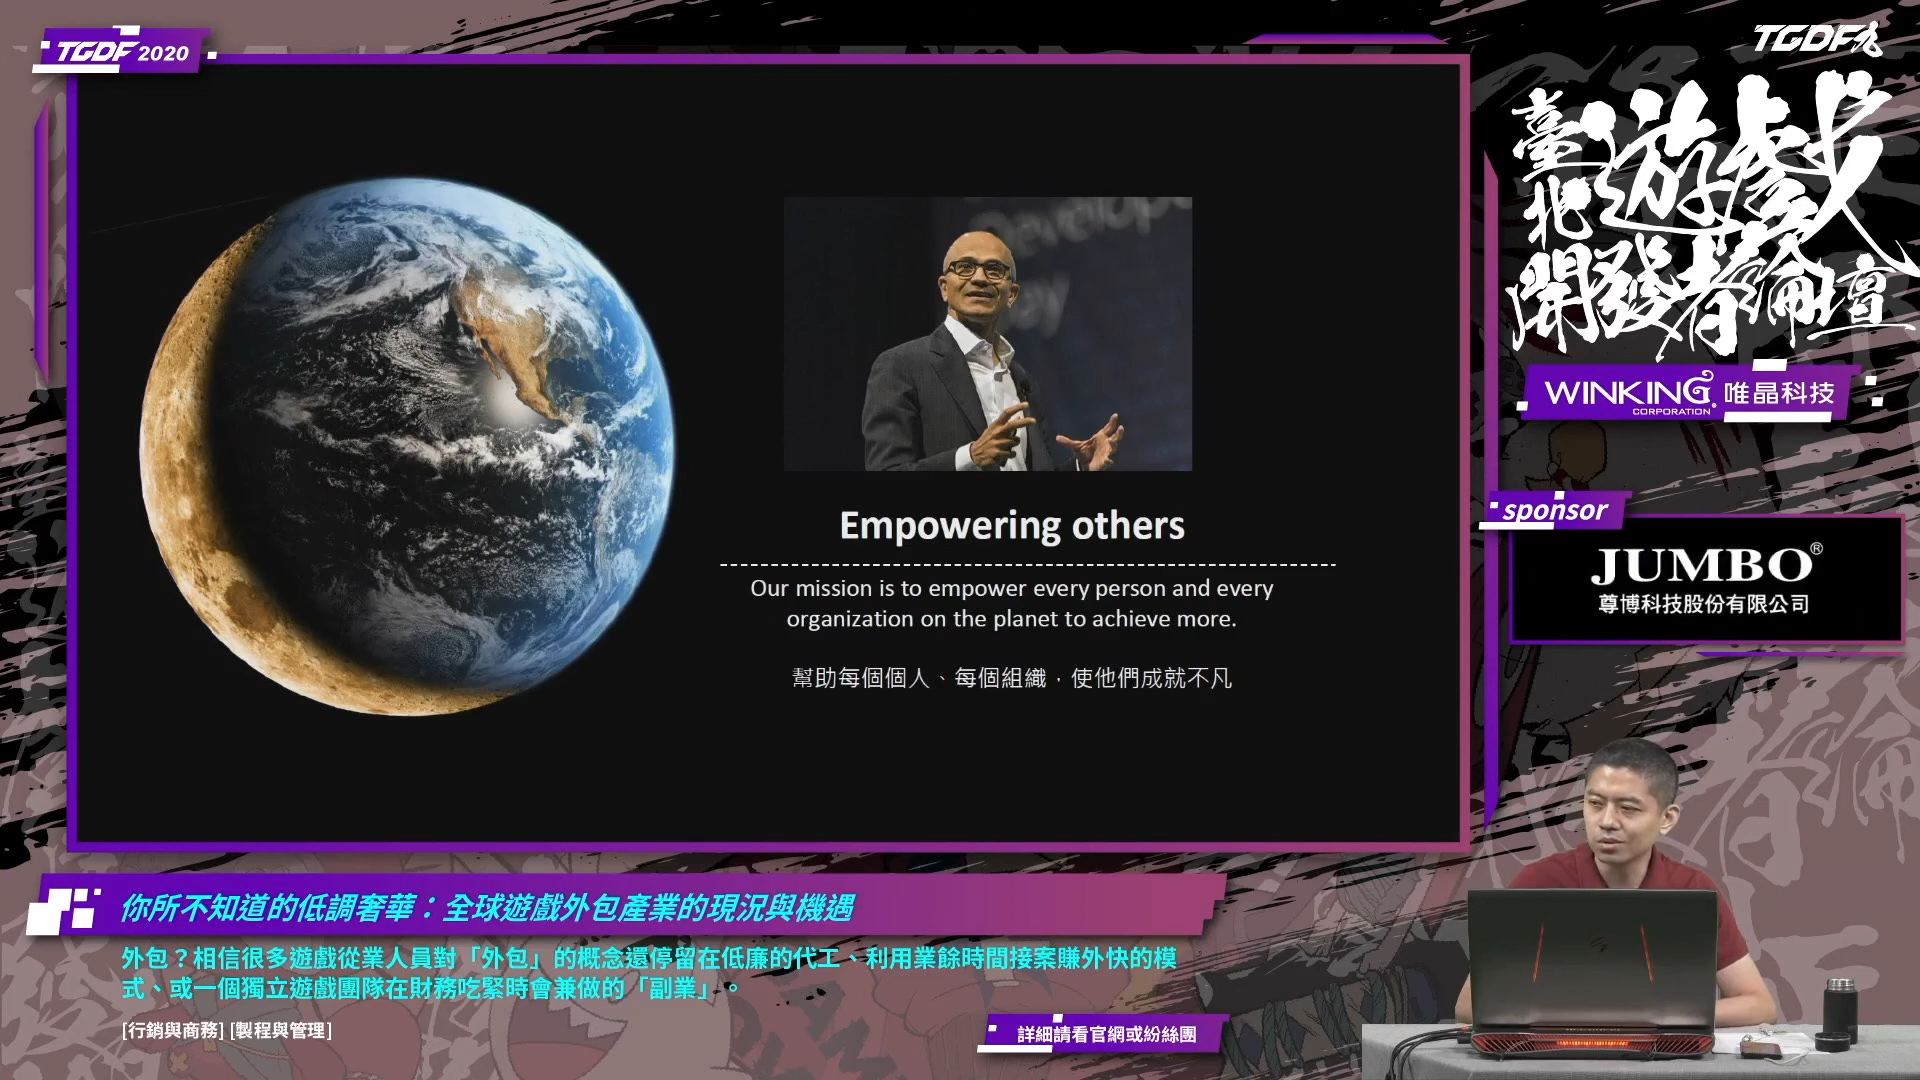 TGDF 2020
TGDF
臺北遊戲
開發者論壇
WINKING
CORPORATION
唯晶科技
sponsor
JUMBO®
尊博科技股份有限公司
Empowering others
Our mission is to empower every person and every
organization on the planet to achieve more.
幫助每個個人、每個組織，使他們成就不凡
你所不知道的低調奢華：全球遊戲外包產業的現況與機遇
外包？相信很多遊戲從業人員對「外包」的概念還停留在低廉的代工、利用業餘時間接案賺外快的模
式、或一個獨立遊戲團隊在財務吃緊時會兼做的「副業」。
[行銷與商務] [製程與管理]
詳細請看官網或紛絲團